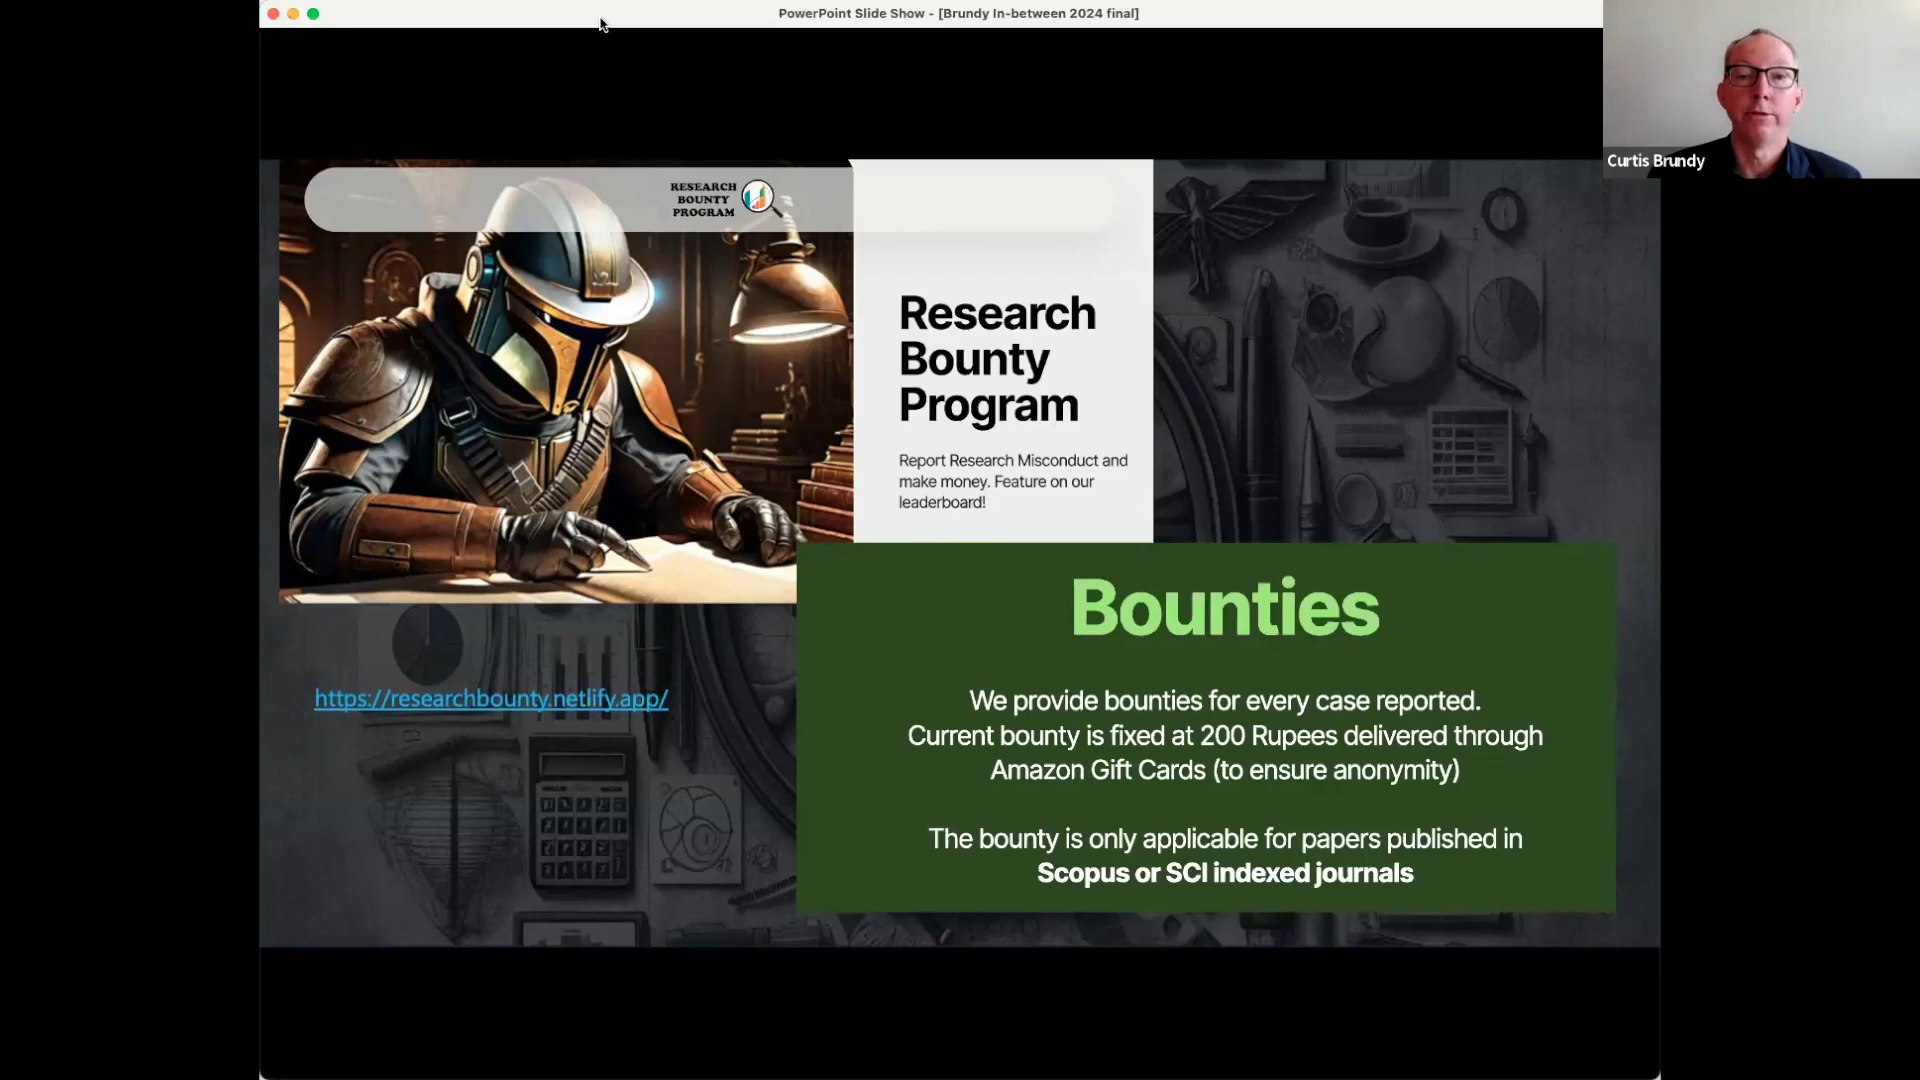 PowerPoint Slide Show - [Brundy In-between 2024 final]
Curtis Brundy
RESEARCH
BOUNTY
PROGRAM
Research
Bounty
Program
Report Research Misconduct and
make money. Feature on our
leaderboard!
https://researchbounty.netlify.app/
Bounties
We provide bounties for every case reported.
Current bounty is fixed at 200 Rupees delivered through
Amazon Gift Cards (to ensure anonymity)
The bounty is only applicable for papers published in
Scopus or SCI indexed journals